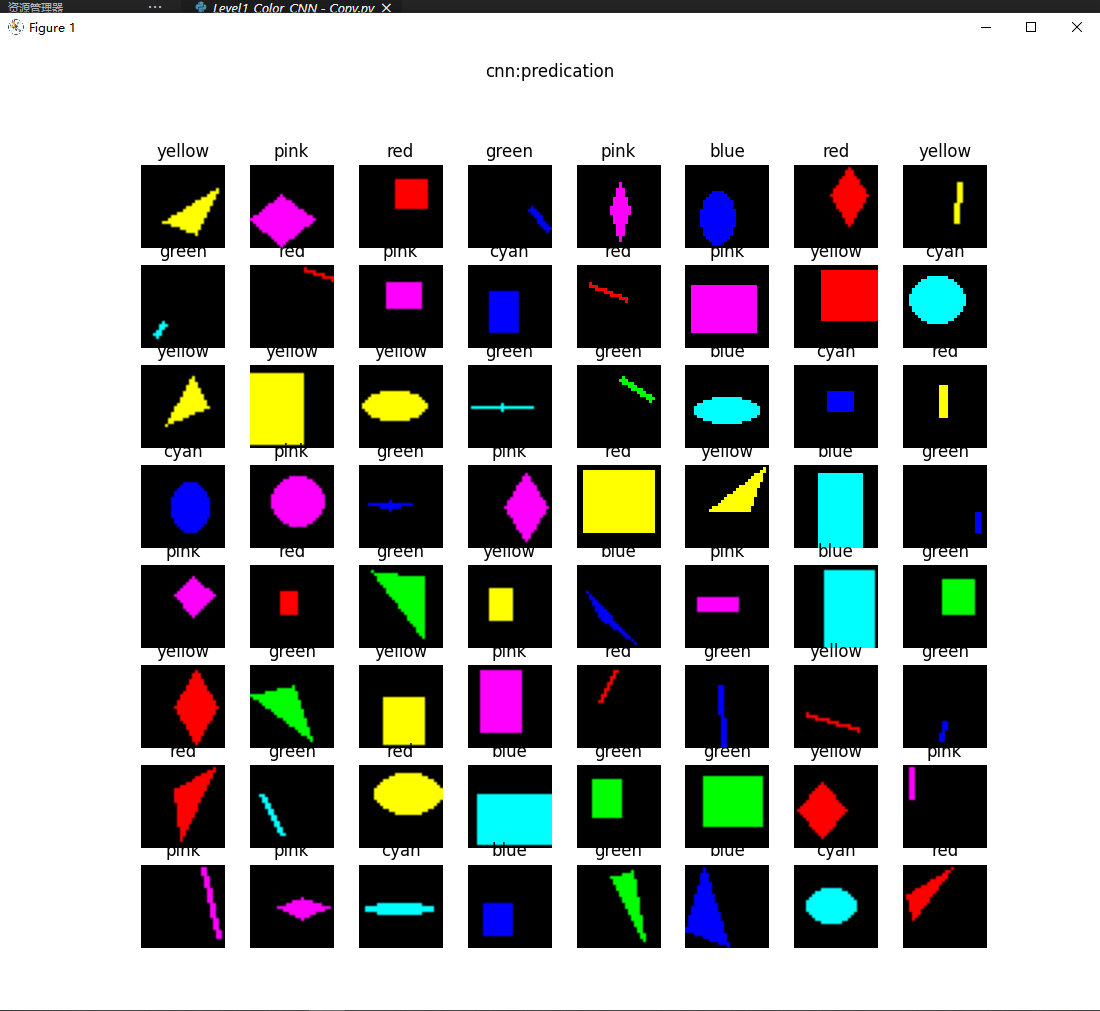 资源管理器 ··· Level1_Color_CNN - Copy.py
Figure 1
cnn:predication
yellow pink red green pink blue red yellow
green red pink cyan red pink yellow cyan
yellow yellow yellow green green blue cyan red
cyan pink green pink red yellow blue green
pink red green yellow blue pink blue green
yellow green yellow pink red green yellow green
red green red blue green green yellow pink
pink pink cyan blue green blue cyan red